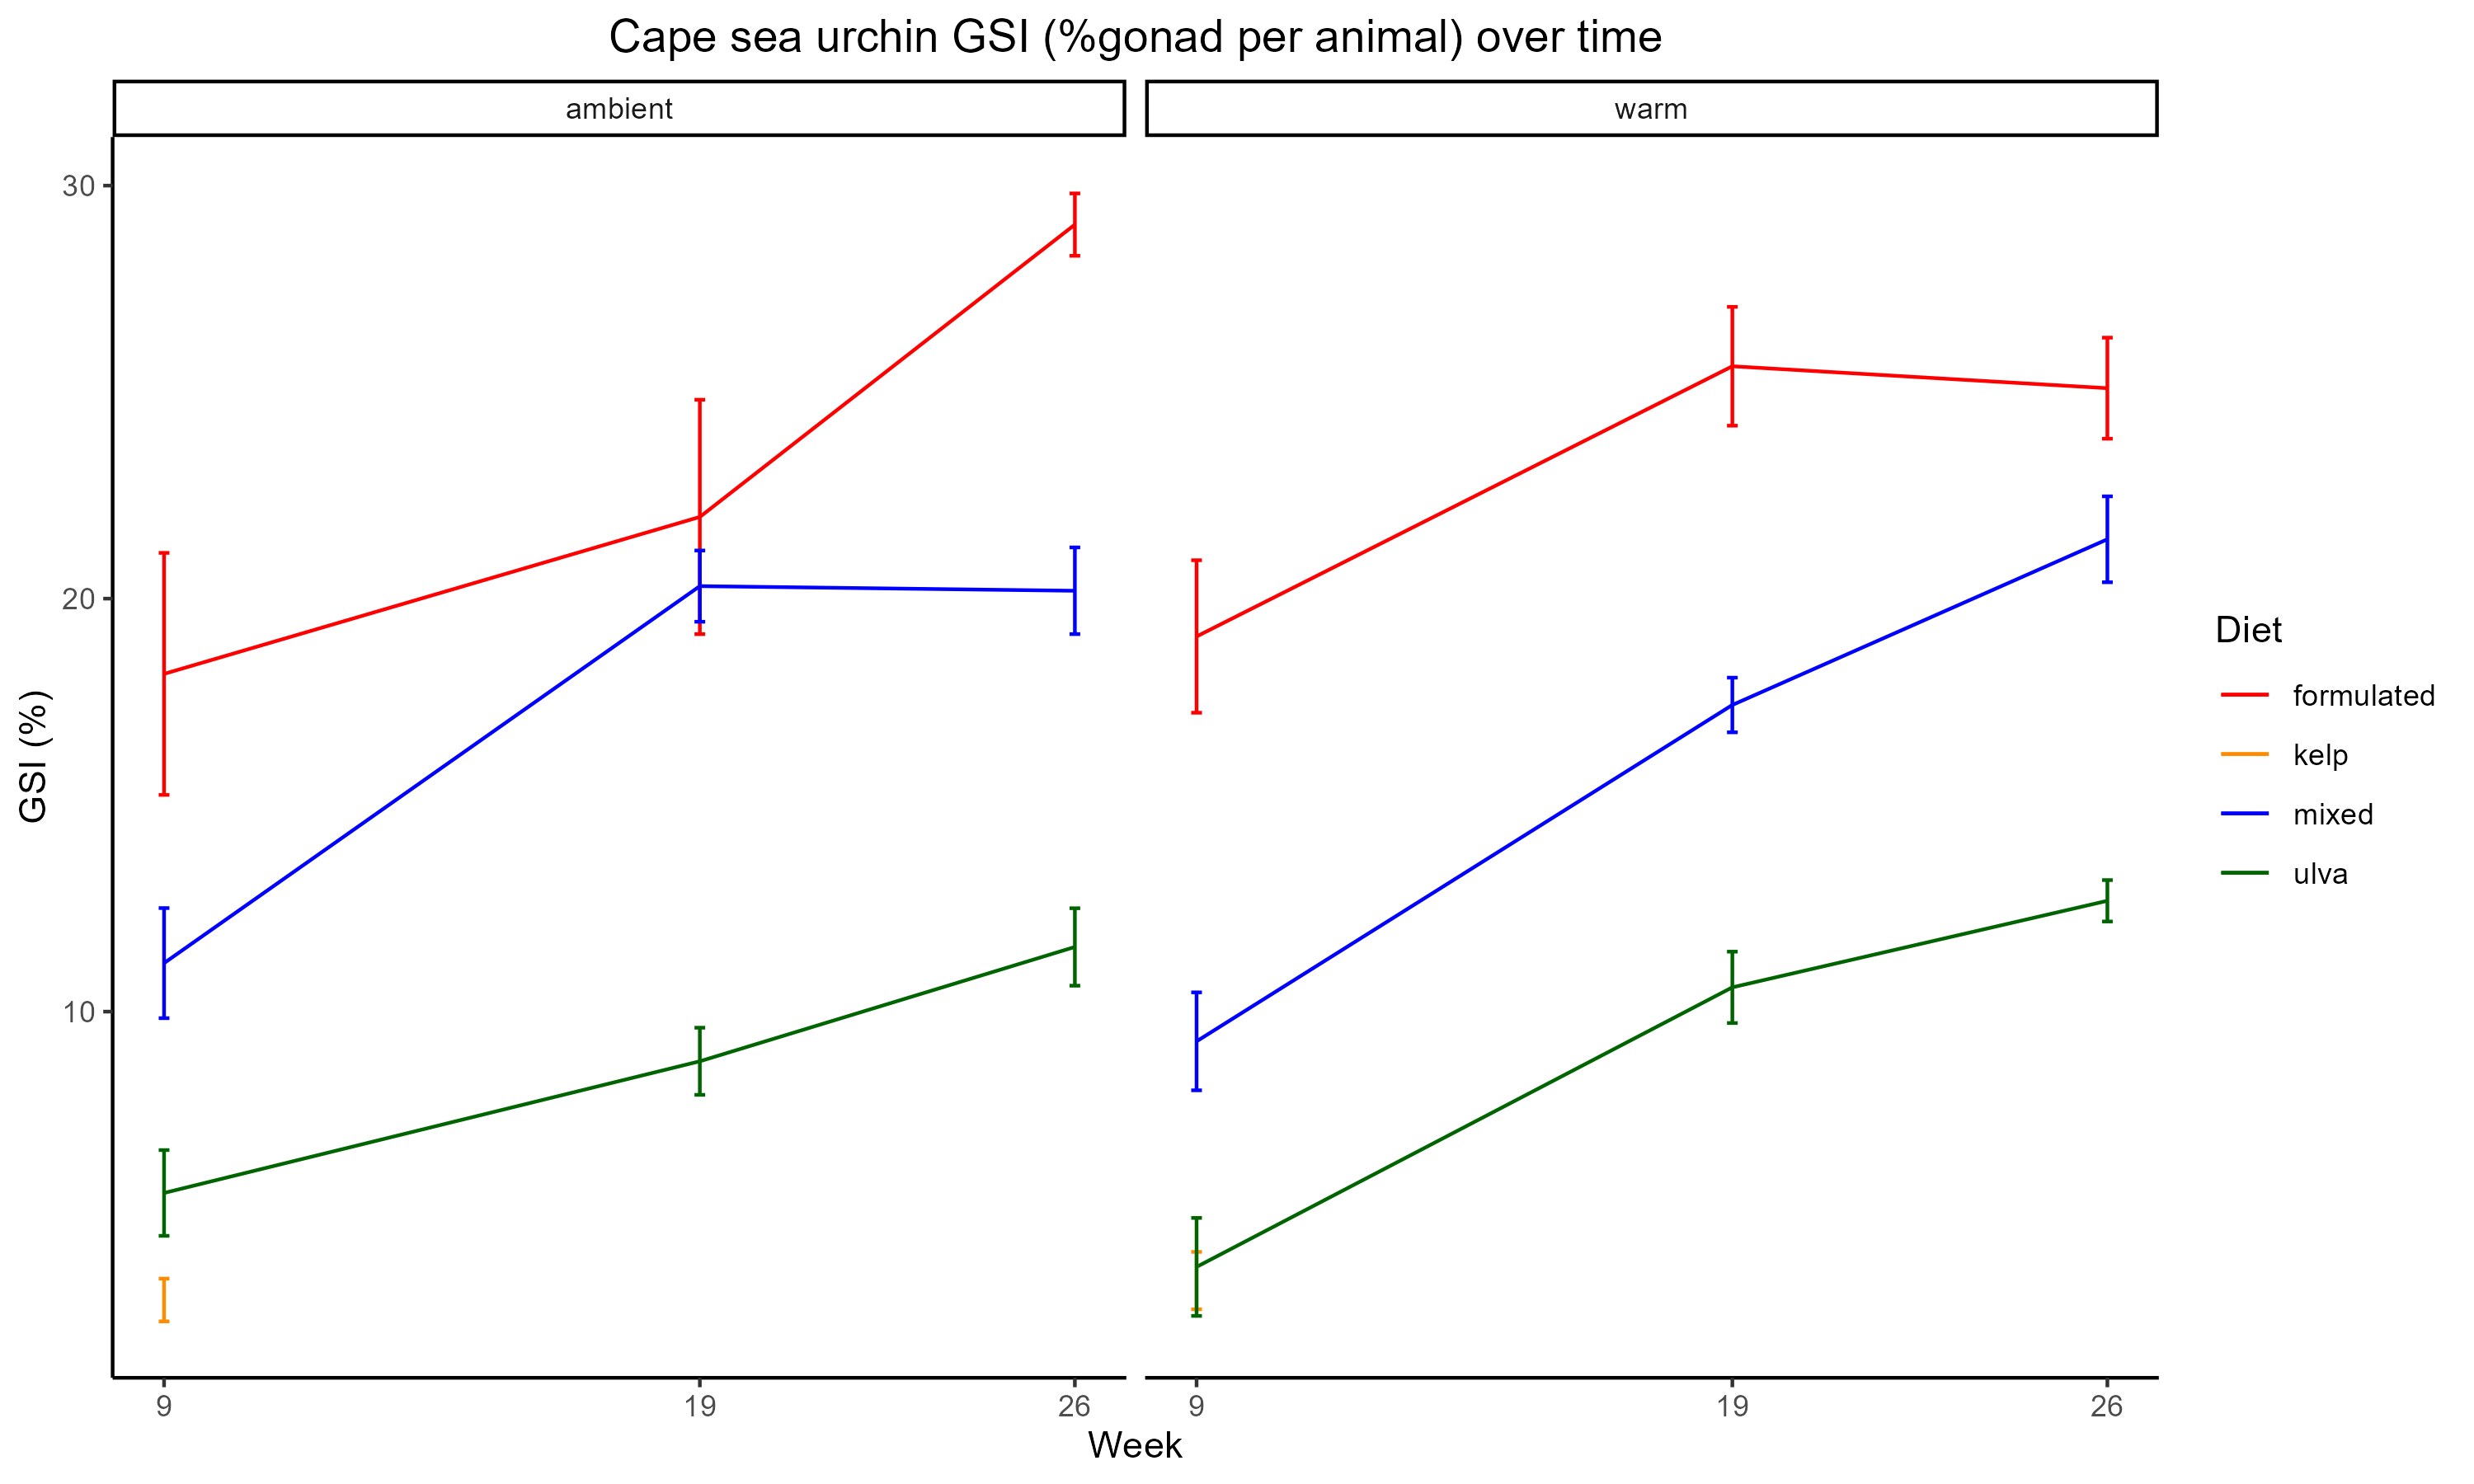 Cape sea urchin GSI (%gonad per animal) over time
ambient
warm
30
20
10
GSI (%)
9
19
26
9
19
26
Week
Diet
formulated
kelp
mixed
ulva